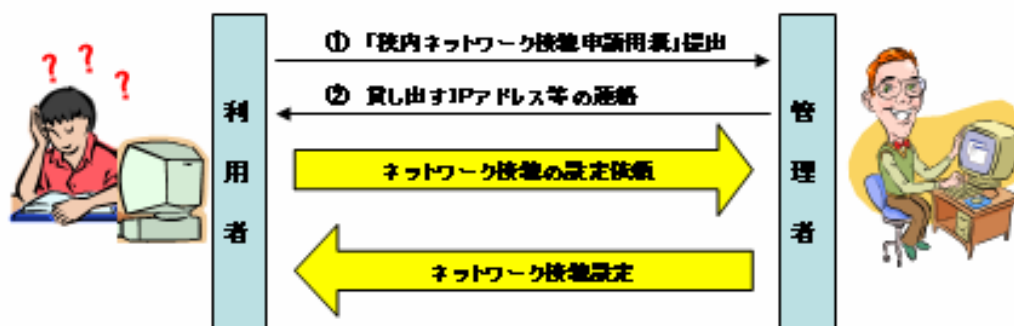 ① 「校内ネットワーク接続申請用紙」提出
② 貸し出すIPアドレス等の連絡
利用者
管理者
ネットワーク接続の設定依頼
ネットワーク接続設定
? ? ?